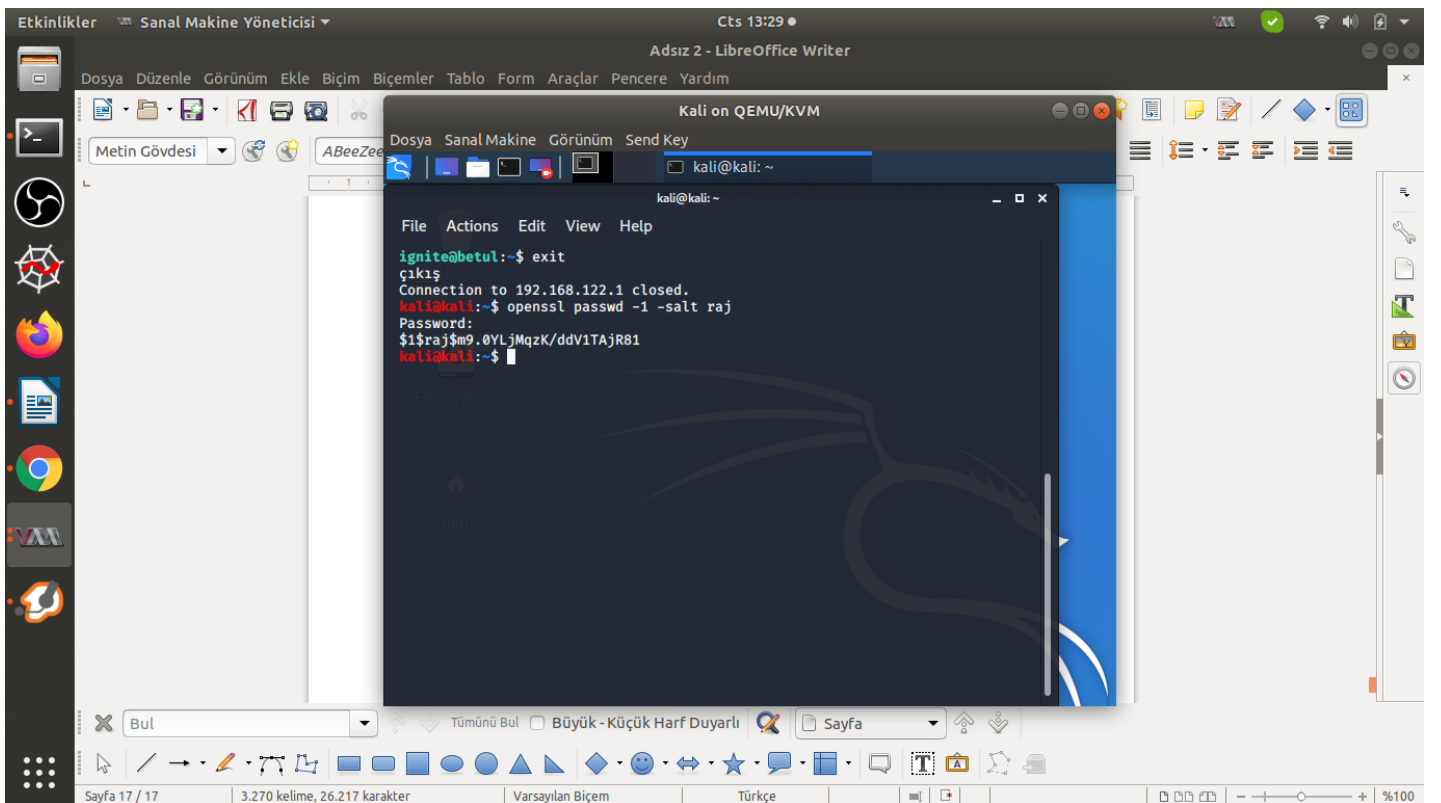 Etkinlikler Sanal Makine Yöneticisi Cts 13:29
Adsız 2 - LibreOffice Writer
Dosya Düzenle Görünüm Ekle Biçim Biçemler Tablo Form Araçlar Pencere Yardım
Kali on QEMU/KVM
Metin Gövdesi ABeeZee
Dosya Sanal Makine Görünüm Send Key
kali@kali: ~
kali@kali: ~
File Actions Edit View Help
ignite@betul:~$ exit
çıkış
Connection to 192.168.122.1 closed.
kali@kali:~$ openssl passwd -1 -salt raj
Password:
$1$raj$m9.0YLjMqzK/ddV1TAjR81
kali@kali:~$
File System
Home
Bul Tümünü Bul Büyük - Küçük Harf Duyarlı Sayfa
Sayfa 17 / 17 3.270 kelime, 26.217 karakter Varsayılan Biçem Türkçe %100